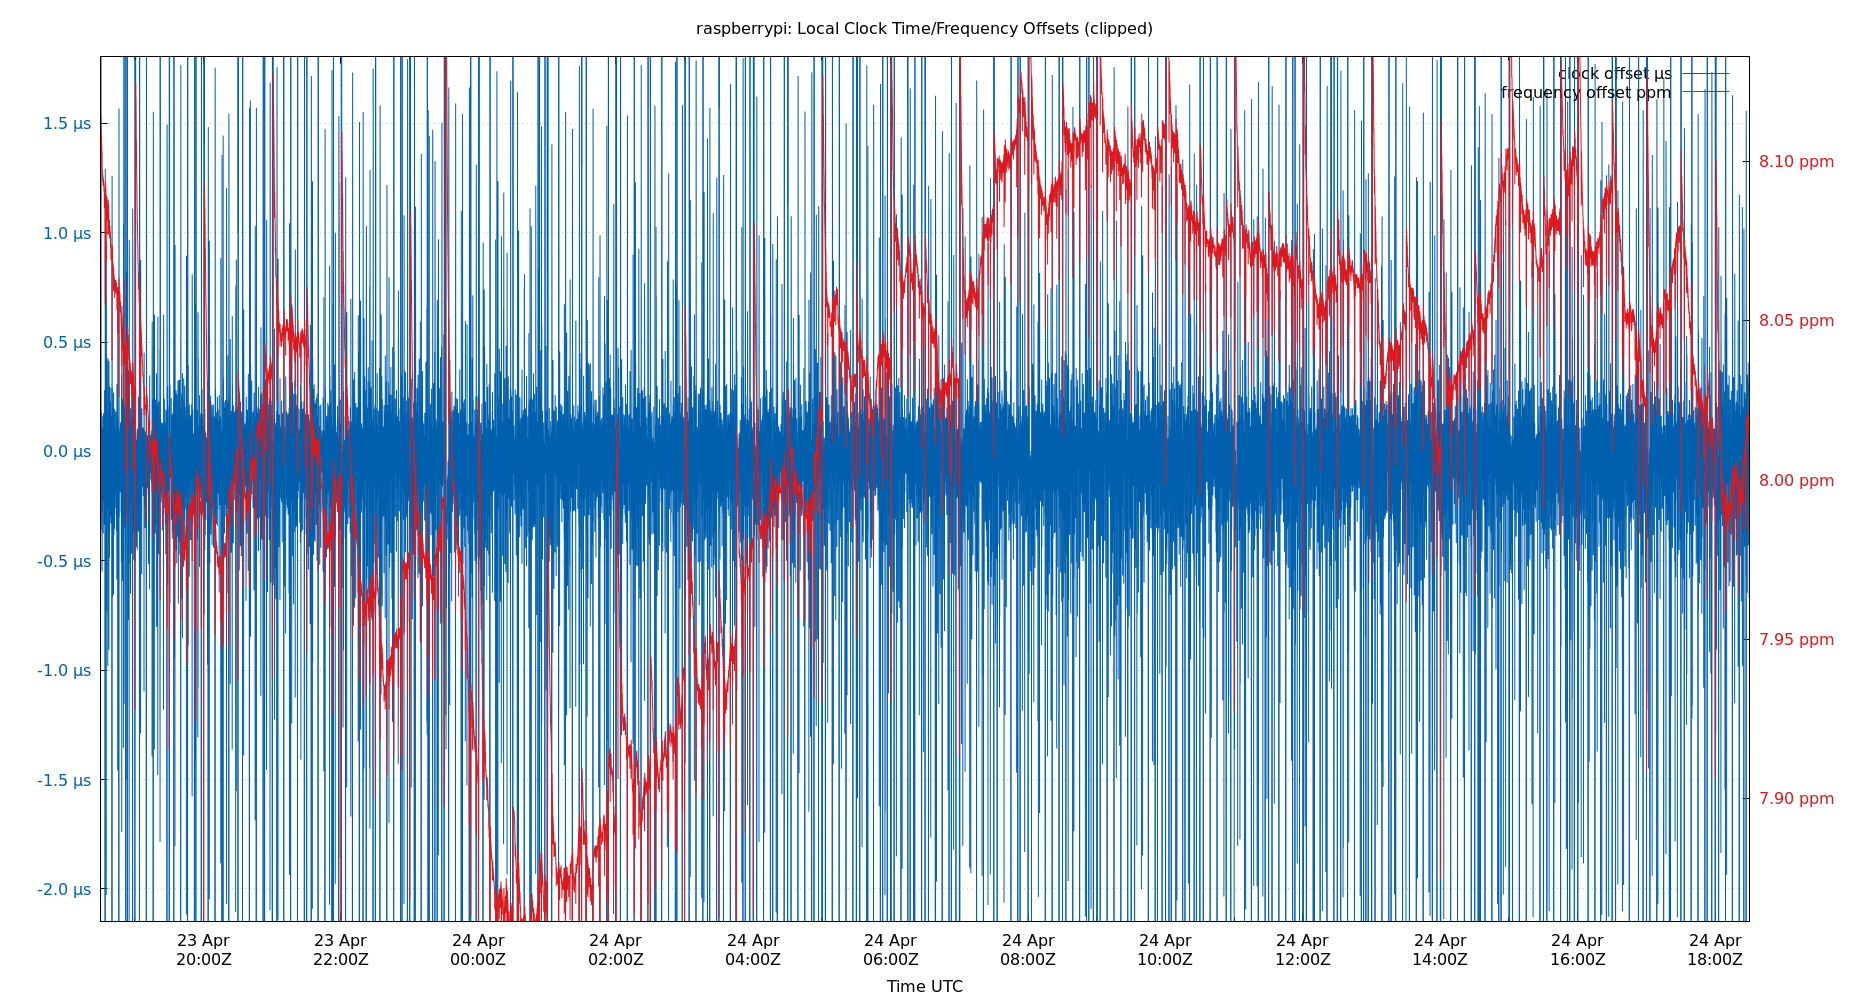 raspberrypi: Local Clock Time/Frequency Offsets (clipped)
clock offset µs
frequency offset ppm
1.5 µs
1.0 µs
0.5 µs
0.0 µs
-0.5 µs
-1.0 µs
-1.5 µs
-2.0 µs
8.10 ppm
8.05 ppm
8.00 ppm
7.95 ppm
7.90 ppm
23 Apr 23 Apr 24 Apr 24 Apr 24 Apr 24 Apr 24 Apr 24 Apr 24 Apr 24 Apr 24 Apr 24 Apr
20:00Z 22:00Z 00:00Z 02:00Z 04:00Z 06:00Z 08:00Z 10:00Z 12:00Z 14:00Z 16:00Z 18:00Z
Time UTC